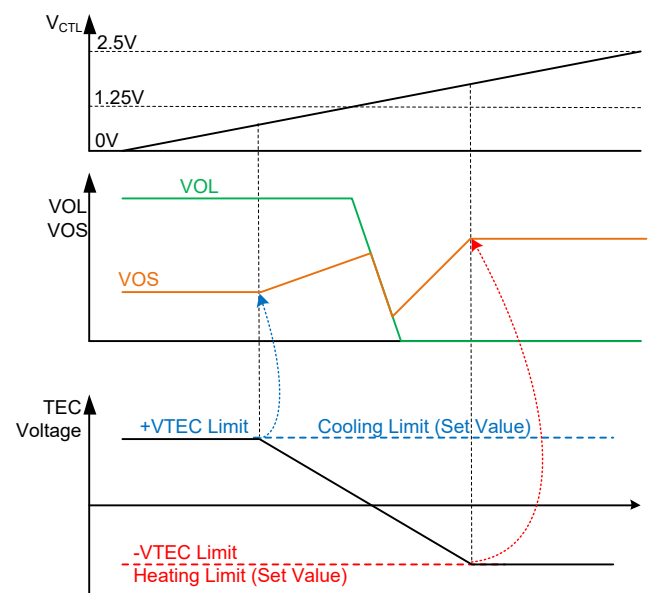 V_CTL
2.5V
1.25V
0V
VOL
VOS
VOL
VOS
TEC
Voltage
+VTEC Limit
Cooling Limit (Set Value)
-VTEC Limit
Heating Limit (Set Value)